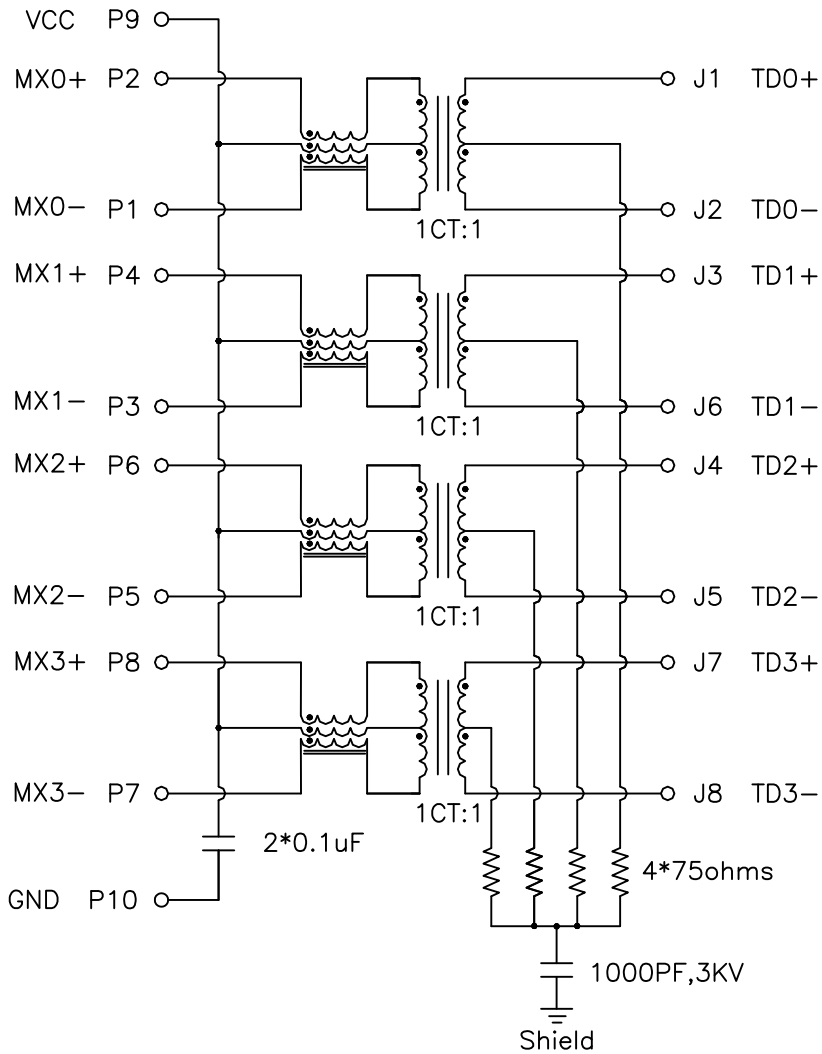 VCC P9
MX0+ P2 J1 TD0+
MX0- P1 J2 TD0-
1CT:1
MX1+ P4 J3 TD1+
MX1- P3 J6 TD1-
1CT:1
MX2+ P6 J4 TD2+
MX2- P5 J5 TD2-
1CT:1
MX3+ P8 J7 TD3+
MX3- P7 J8 TD3-
1CT:1
2*0.1uF
4*75ohms
GND P10
1000PF,3KV
Shield